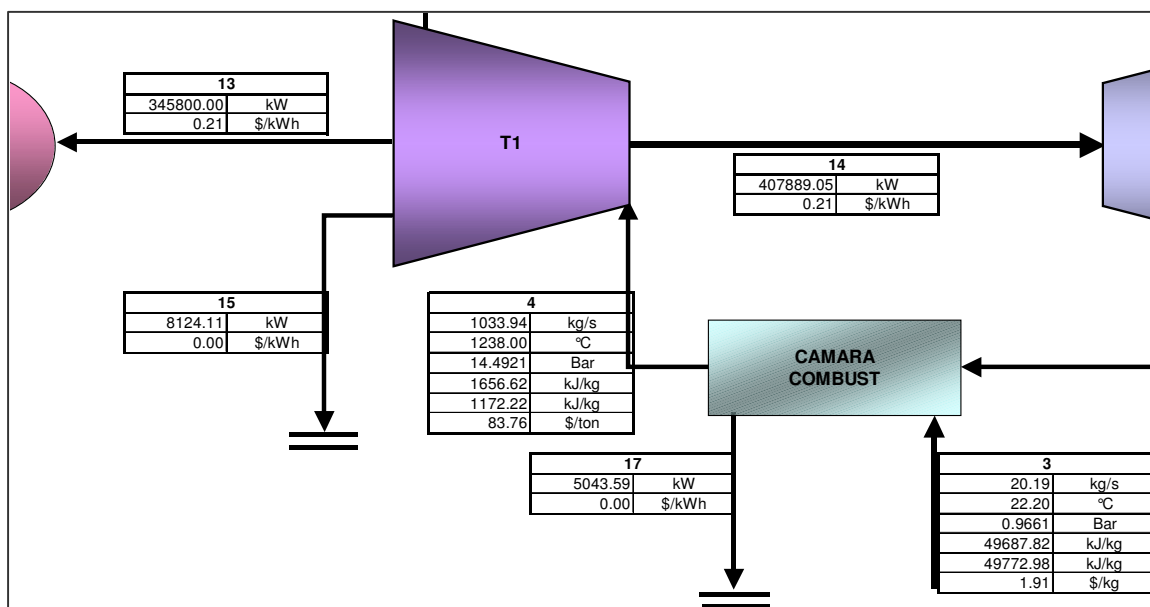 13
345800.00 kW
0.21 $/kWh
T1
14
407889.05 kW
0.21 $/kWh
15
8124.11 kW
0.00 $/kWh
4
1033.94 kg/s
1238.00 °C
14.4921 Bar
1656.62 kJ/kg
1172.22 kJ/kg
83.76 $/ton
CAMARA
COMBUST
17
5043.59 kW
0.00 $/kWh
3
20.19 kg/s
22.20 °C
0.9661 Bar
49687.82 kJ/kg
49772.98 kJ/kg
1.91 $/kg